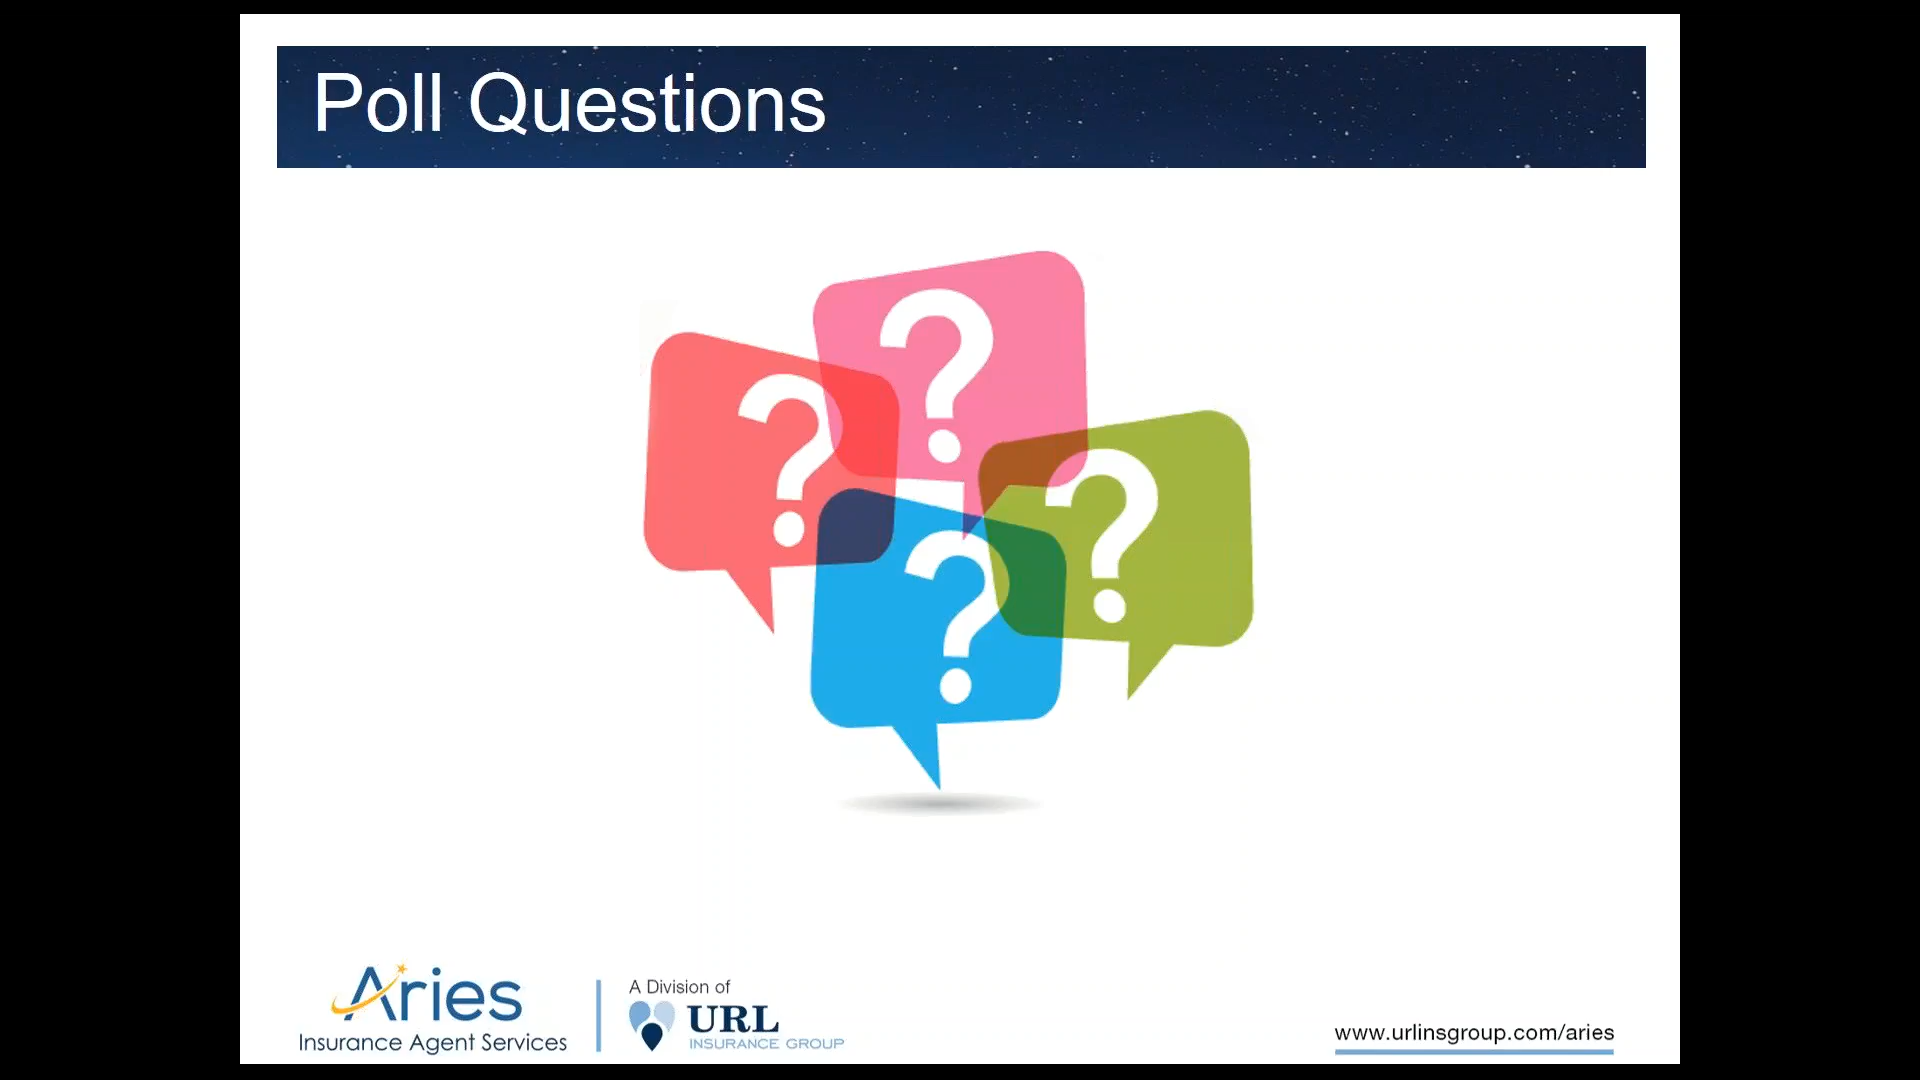 Poll Questions
?
?
?
?
Aries
Insurance Agent Services
A Division of
URL
INSURANCE GROUP
www.urlinsgroup.com/aries